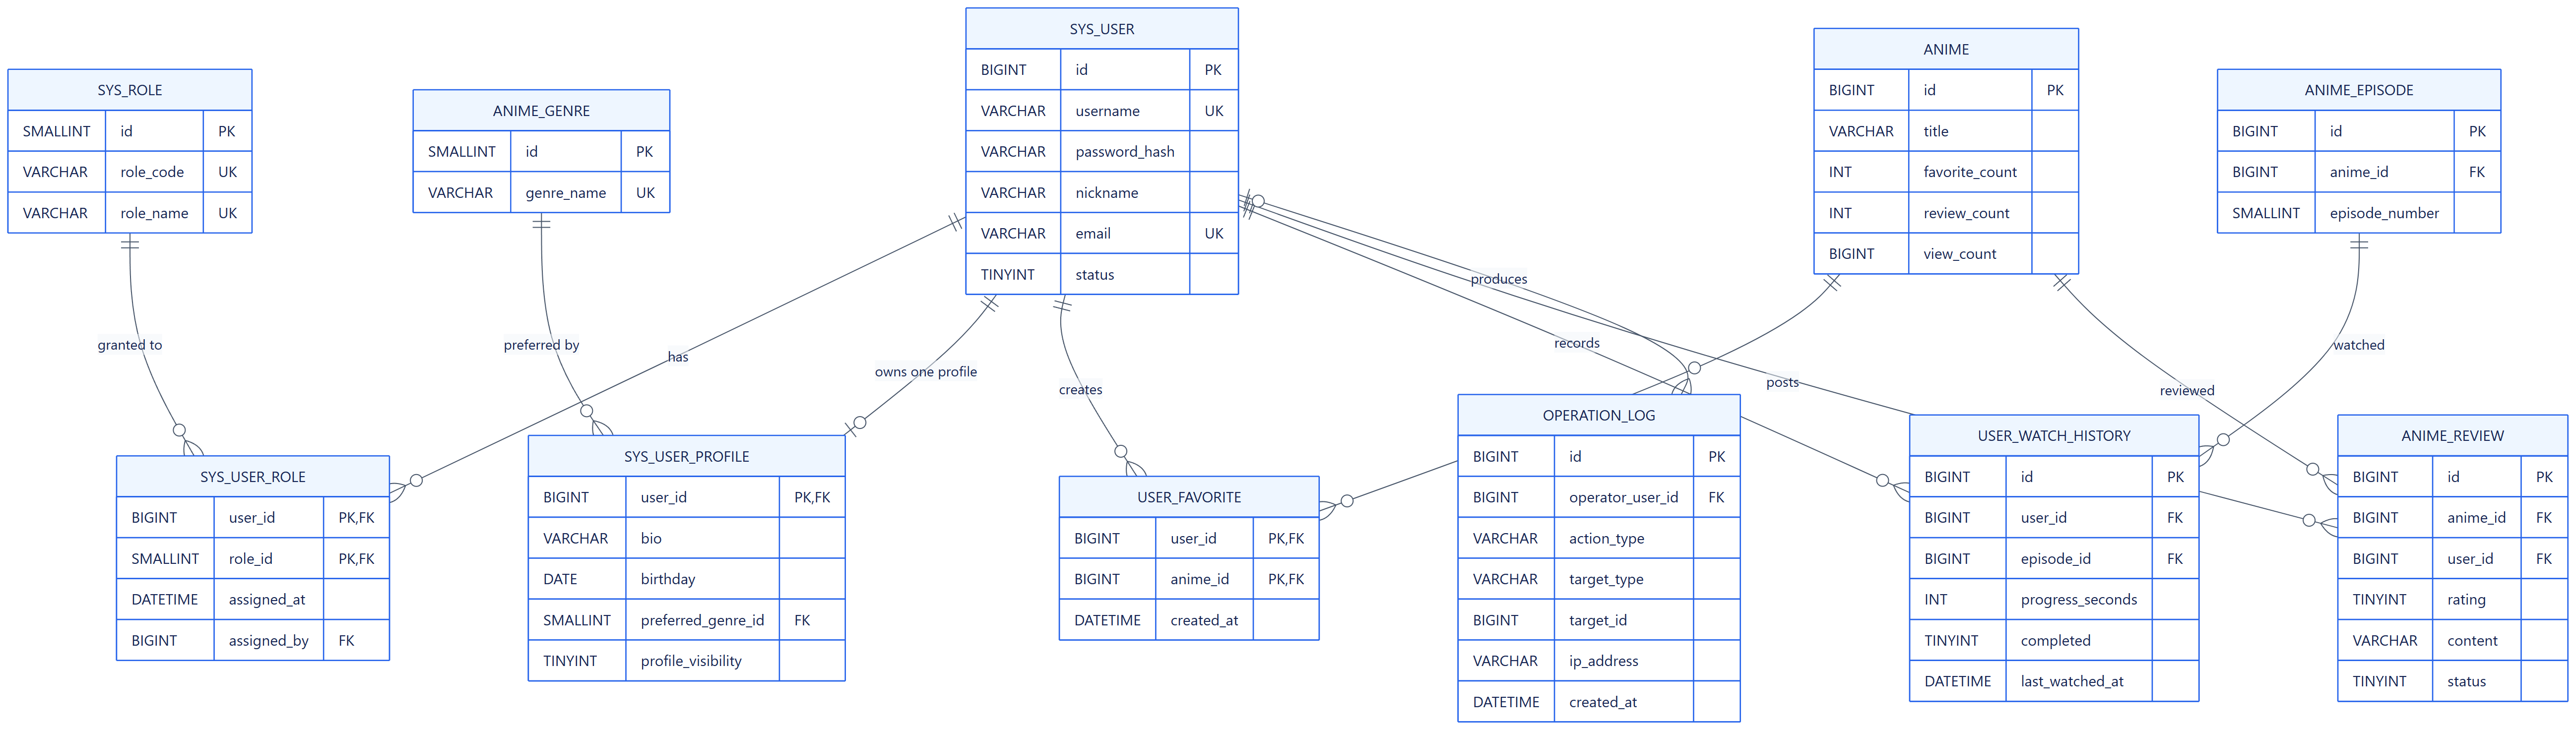 SYS_USER
BIGINT id PK
VARCHAR username UK
VARCHAR password_hash
VARCHAR nickname
VARCHAR email UK
TINYINT status
ANIME
BIGINT id PK
VARCHAR title
INT favorite_count
INT review_count
BIGINT view_count
SYS_ROLE
SMALLINT id PK
VARCHAR role_code UK
VARCHAR role_name UK
ANIME_GENRE
SMALLINT id PK
VARCHAR genre_name UK
ANIME_EPISODE
BIGINT id PK
BIGINT anime_id FK
SMALLINT episode_number
granted to
preferred by
has
owns one profile
creates
produces
records
posts
reviewed
watched
SYS_USER_ROLE
BIGINT user_id PK,FK
SMALLINT role_id PK,FK
DATETIME assigned_at
BIGINT assigned_by FK
SYS_USER_PROFILE
BIGINT user_id PK,FK
VARCHAR bio
DATE birthday
SMALLINT preferred_genre_id FK
TINYINT profile_visibility
USER_FAVORITE
BIGINT user_id PK,FK
BIGINT anime_id PK,FK
DATETIME created_at
OPERATION_LOG
BIGINT id PK
BIGINT operator_user_id FK
VARCHAR action_type
VARCHAR target_type
BIGINT target_id
VARCHAR ip_address
DATETIME created_at
USER_WATCH_HISTORY
BIGINT id PK
BIGINT user_id FK
BIGINT episode_id FK
INT progress_seconds
TINYINT completed
DATETIME last_watched_at
ANIME_REVIEW
BIGINT id PK
BIGINT anime_id FK
BIGINT user_id FK
TINYINT rating
VARCHAR content
TINYINT status